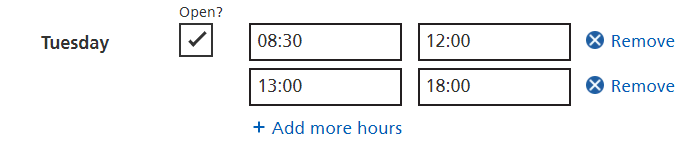 Open?
Tuesday 08:30 12:00 Remove
13:00 18:00 Remove
+ Add more hours